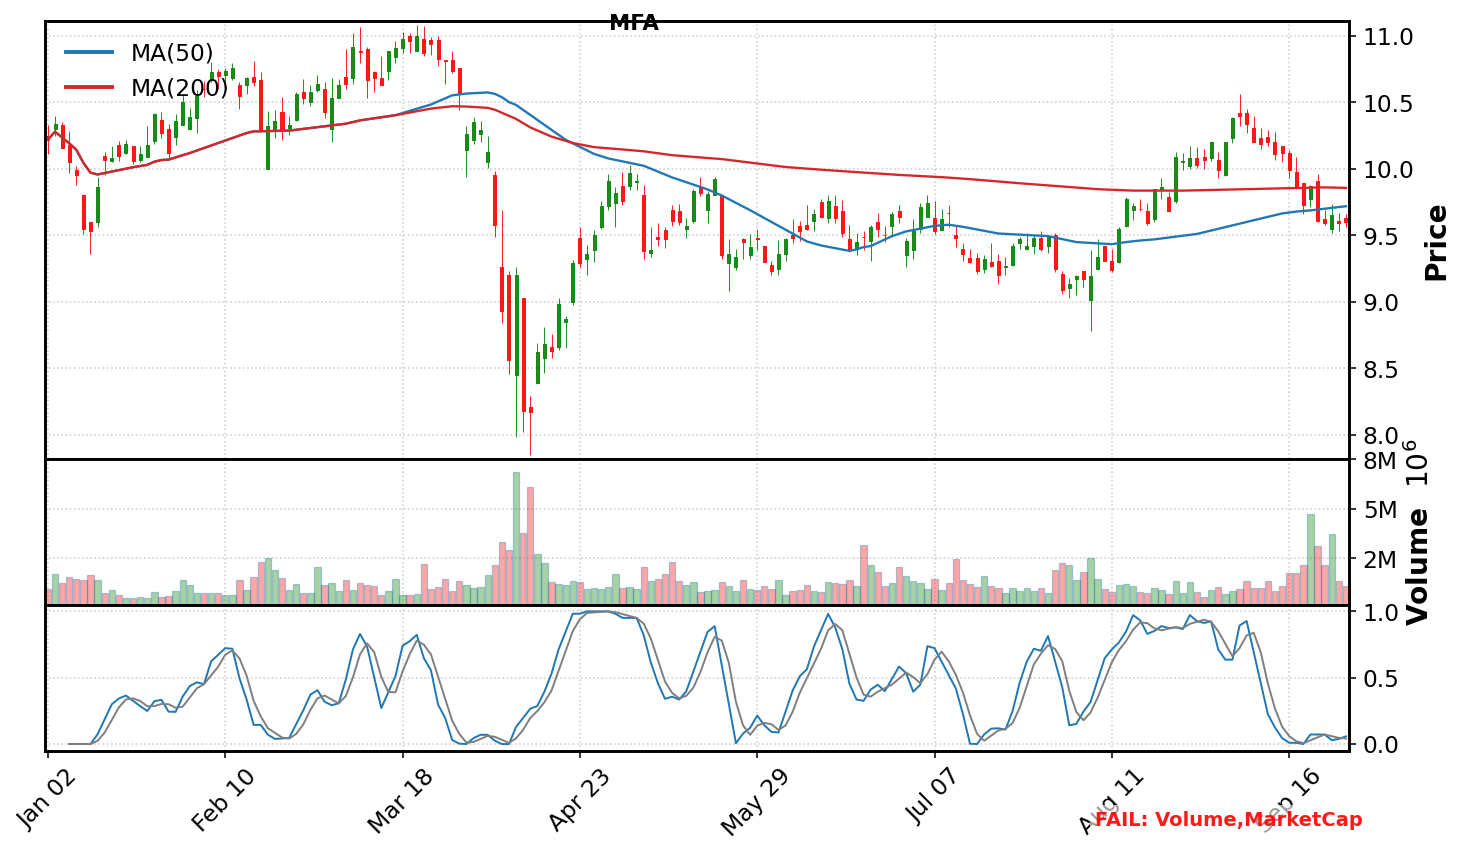 MFA
MA(50)
MA(200)
11.0
10.5
10.0
9.5
9.0
8.5
8.0
Price
8M
5M
2M
Volume 10^6
1.0
0.5
0.0
Jan 02
Feb 10
Mar 18
Apr 23
May 29
Jul 07
Aug 11
Sep 16
FAIL: Volume,MarketCap